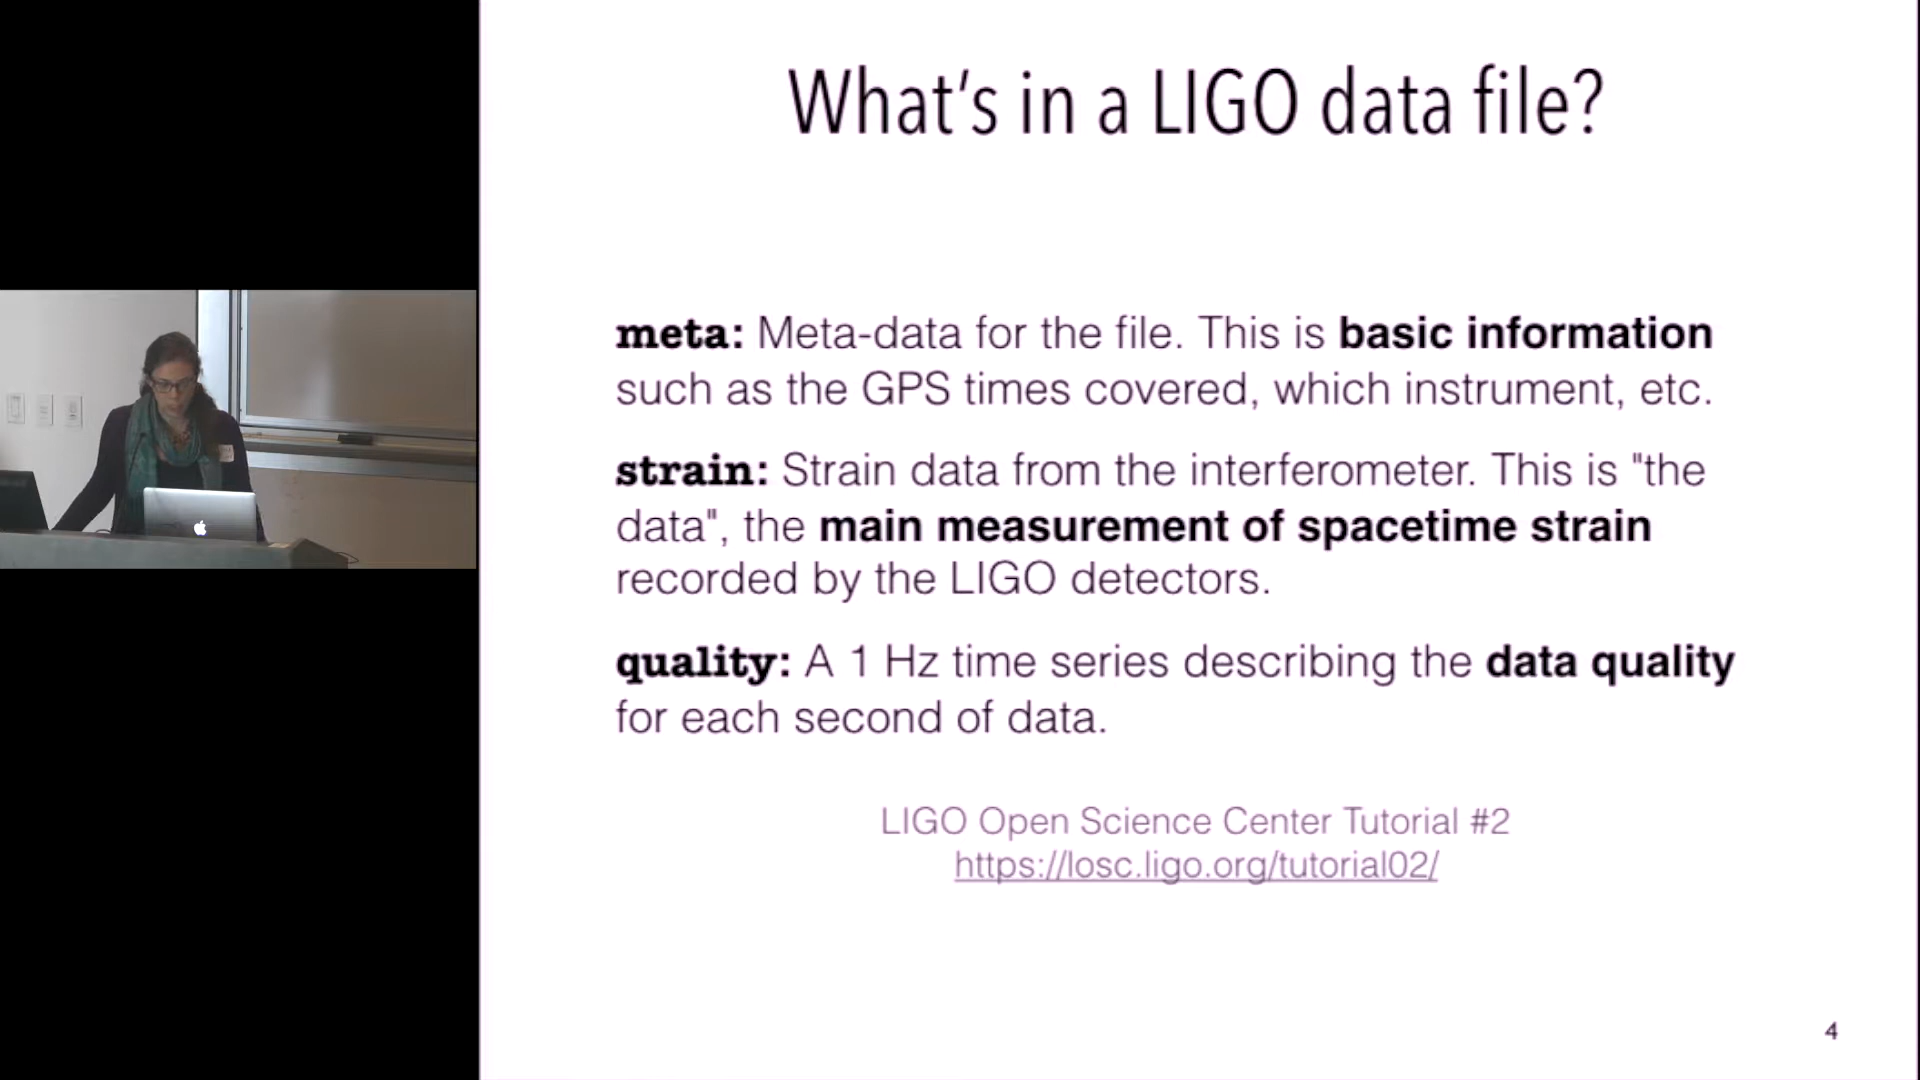 What's in a LIGO data file?
meta: Meta-data for the file. This is basic information
such as the GPS times covered, which instrument, etc.
strain: Strain data from the interferometer. This is "the
data", the main measurement of spacetime strain
recorded by the LIGO detectors.
quality: A 1 Hz time series describing the data quality
for each second of data.
LIGO Open Science Center Tutorial #2
https://losc.ligo.org/tutorial02/
4